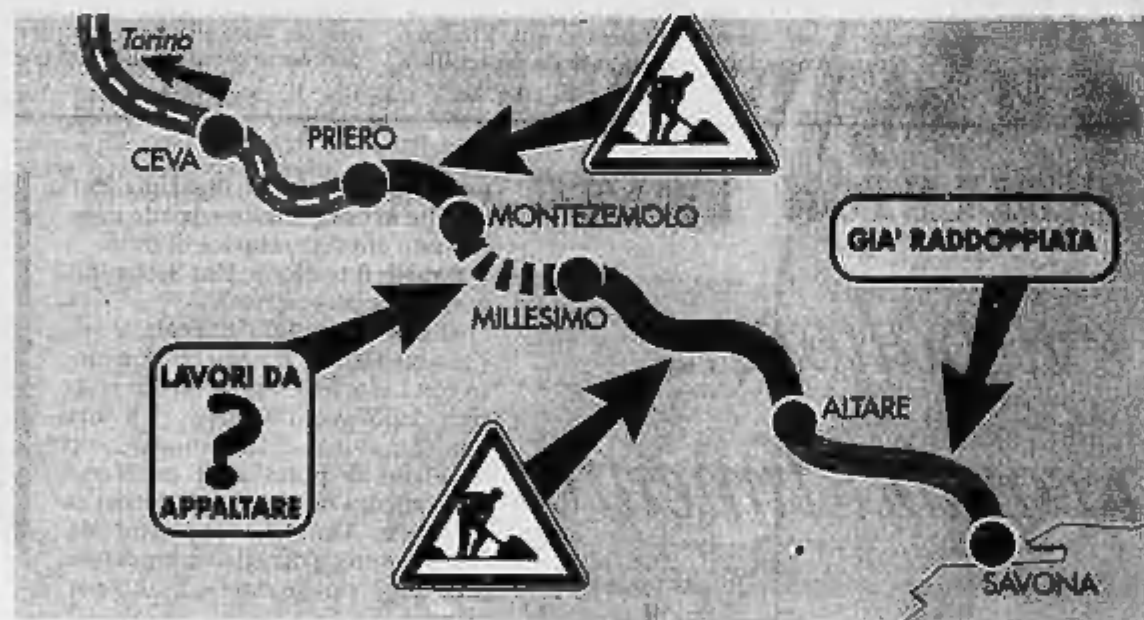 Torino
CEVA
PRIERO
MONTEZEMOLO
GIA' RADDOPPIATA
MILLESIMO
LAVORI DA
?
APPALTARE
ALTARE
SAVONA